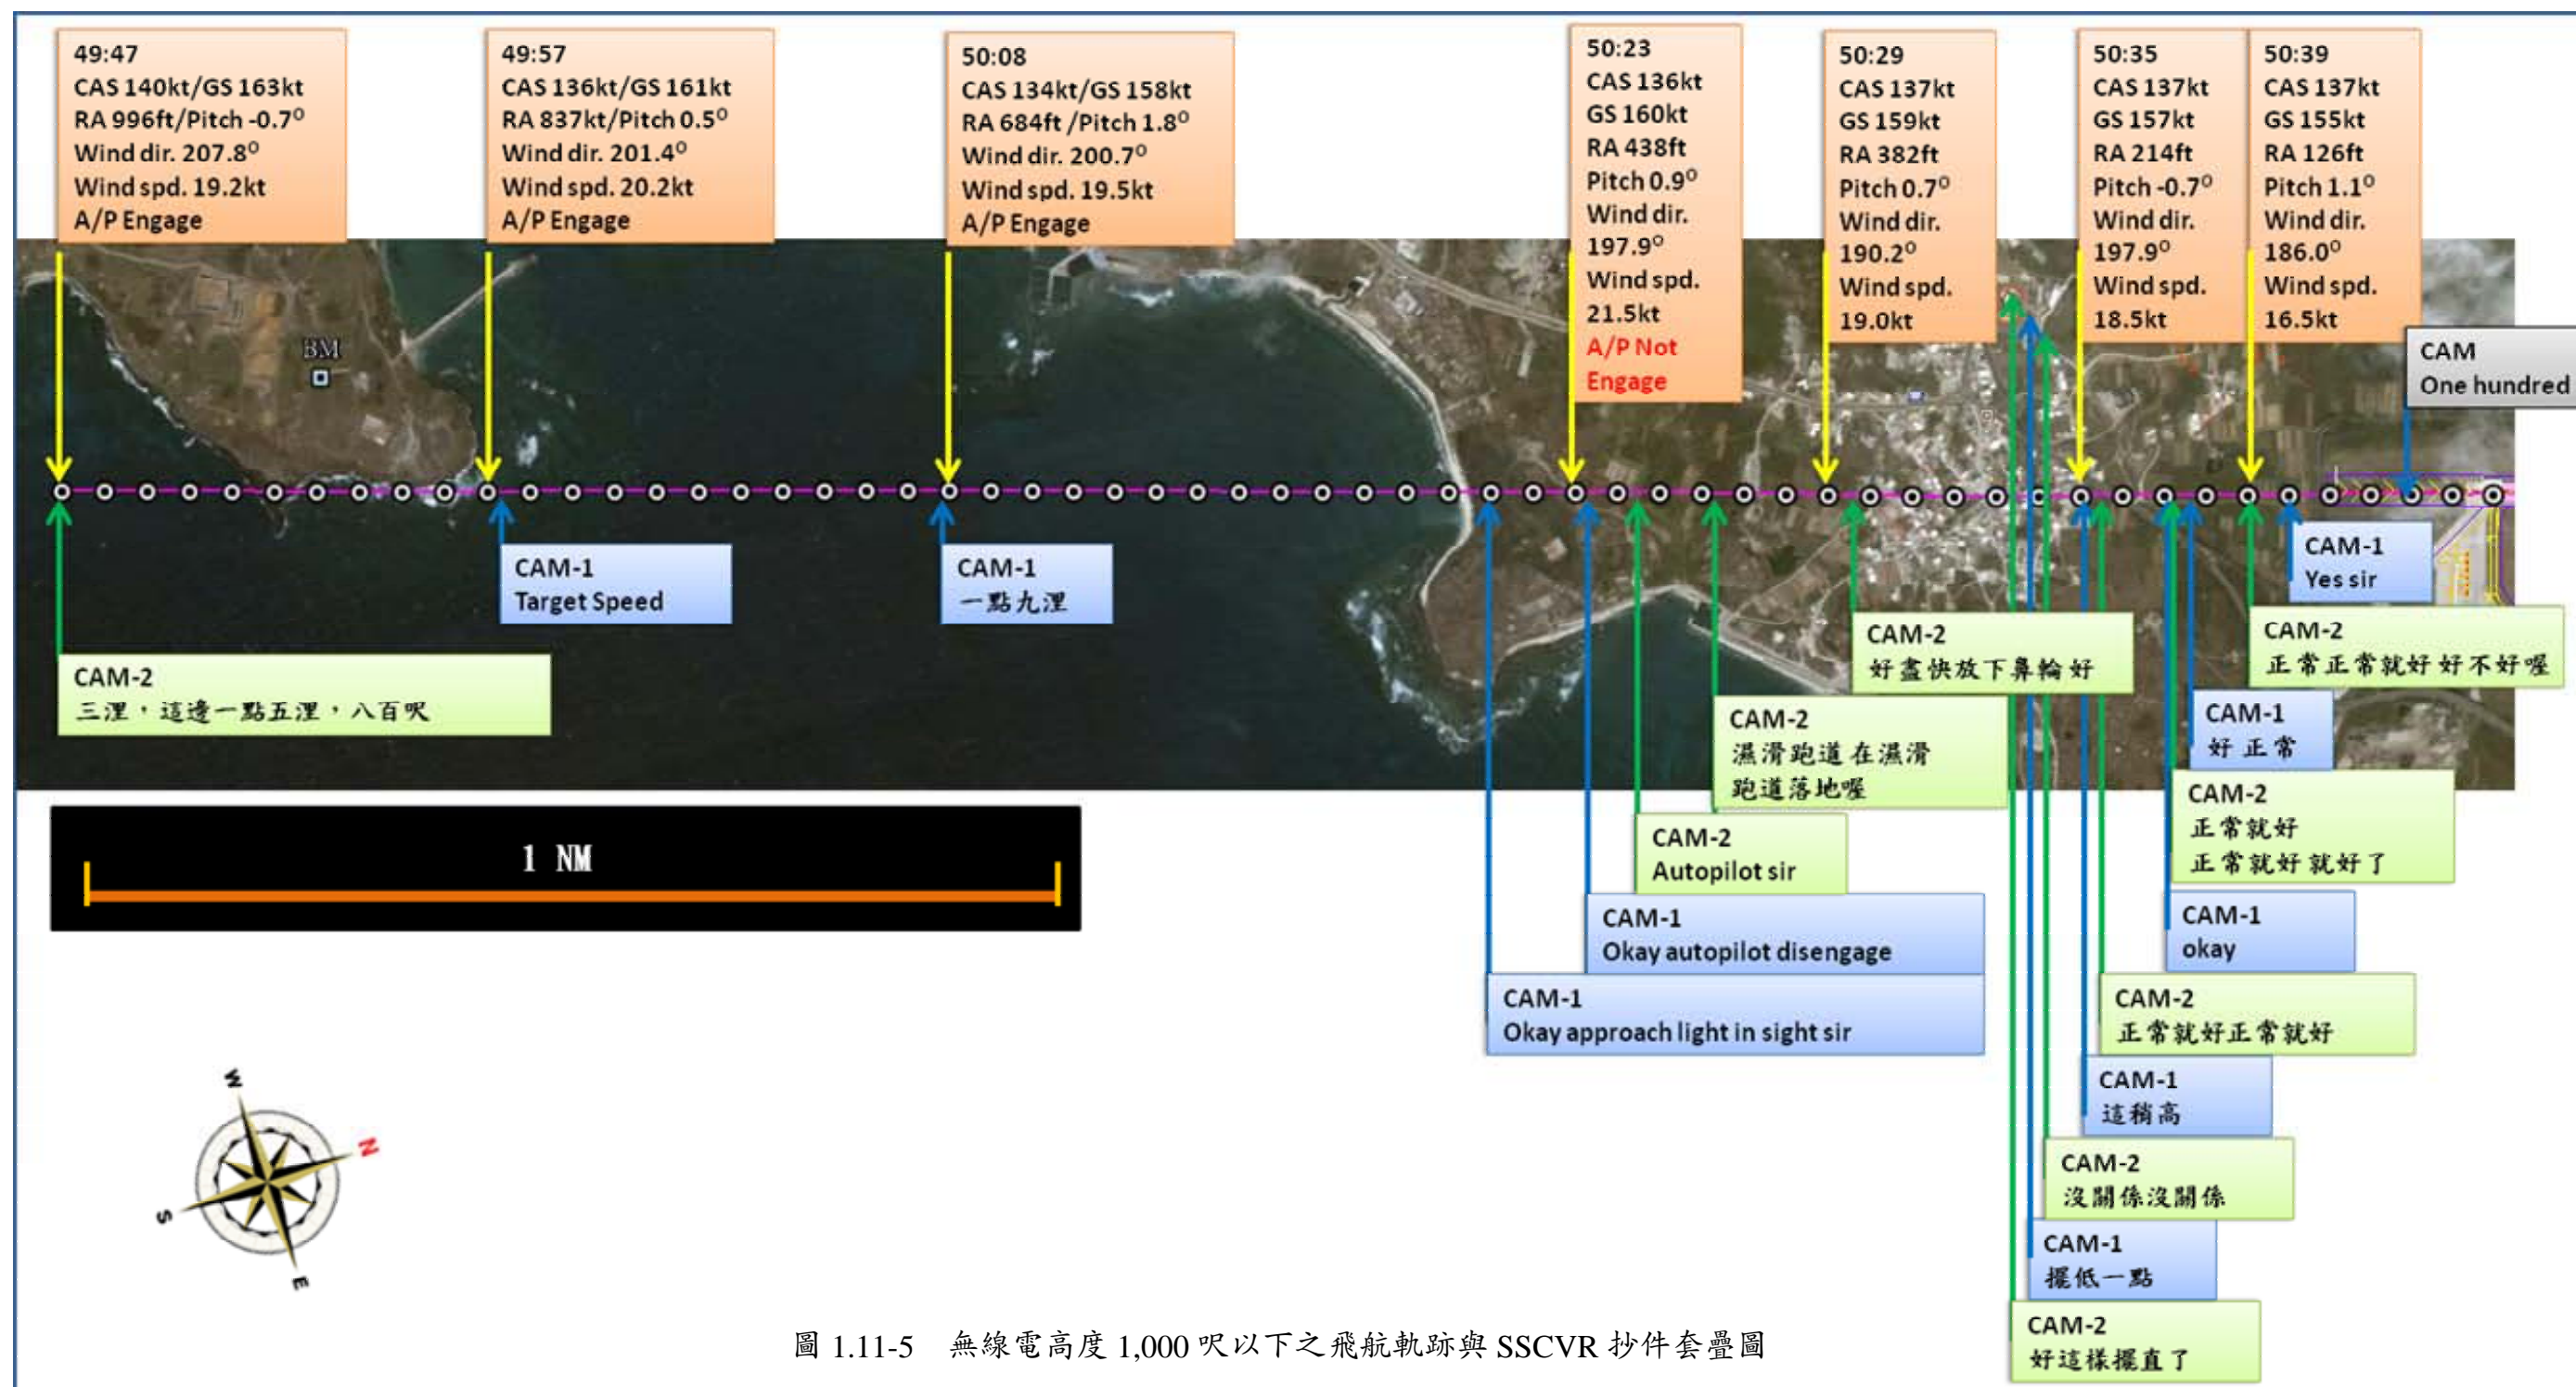 49:47
CAS 140kt/GS 163kt
RA 996ft/Pitch -0.7⁰
Wind dir. 207.8⁰
Wind spd. 19.2kt
A/P Engage
49:57
CAS 136kt/GS 161kt
RA 837kt/Pitch 0.5⁰
Wind dir. 201.4⁰
Wind spd. 20.2kt
A/P Engage
50:08
CAS 134kt/GS 158kt
RA 684ft /Pitch 1.8⁰
Wind dir. 200.7⁰
Wind spd. 19.5kt
A/P Engage
50:23
CAS 136kt
GS 160kt
RA 438ft
Pitch 0.9⁰
Wind dir.
197.9⁰
Wind spd.
21.5kt
A/P Not
Engage
50:29
CAS 137kt
GS 159kt
RA 382ft
Pitch 0.7⁰
Wind dir.
190.2⁰
Wind spd.
19.0kt
50:35
CAS 137kt
GS 157kt
RA 214ft
Pitch -0.7⁰
Wind dir.
197.9⁰
Wind spd.
18.5kt
50:39
CAS 137kt
GS 155kt
RA 126ft
Pitch 1.1⁰
Wind dir.
186.0⁰
Wind spd.
16.5kt
CAM
One hundred
BM
CAM-2
三浬，這邊一點五浬，八百呎
CAM-1
Target Speed
CAM-1
一點九浬
CAM-1
Yes sir
CAM-2
好盡快放下鼻輪好
CAM-2
正常正常就好好不好喔
CAM-2
濕滑跑道在濕滑
跑道落地喔
CAM-1
好正常
CAM-2
Autopilot sir
CAM-2
正常就好
正常就好就好了
CAM-1
Okay autopilot disengage
CAM-1
okay
CAM-1
Okay approach light in sight sir
CAM-2
正常就好正常就好
CAM-1
這稍高
CAM-2
沒關係沒關係
CAM-1
擺低一點
CAM-2
好這樣擺直了
1 NM
W
N
S
E
圖 1.11-5 無線電高度 1,000 呎以下之飛航軌跡與 SSCVR 抄件套疊圖